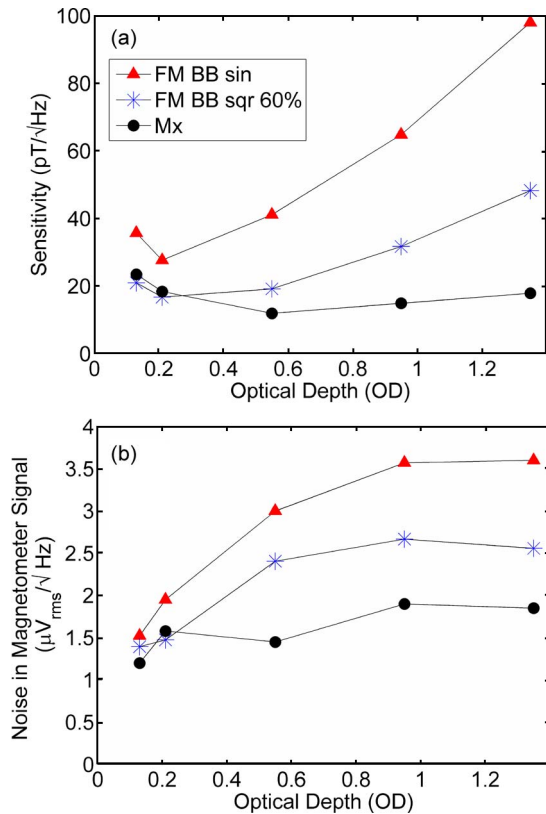 (a)
FM BB sin
FM BB sqr 60%
Mx
Sensitivity (pT/√Hz)
100
80
60
40
20
0
0 0.2 0.4 0.6 0.8 1 1.2
Optical Depth (OD)
(b)
Noise in Magnetometer Signal
(μVrms/√Hz)
4
3.5
3
2.5
2
1.5
1
0.5
0
0 0.2 0.4 0.6 0.8 1 1.2
Optical Depth (OD)